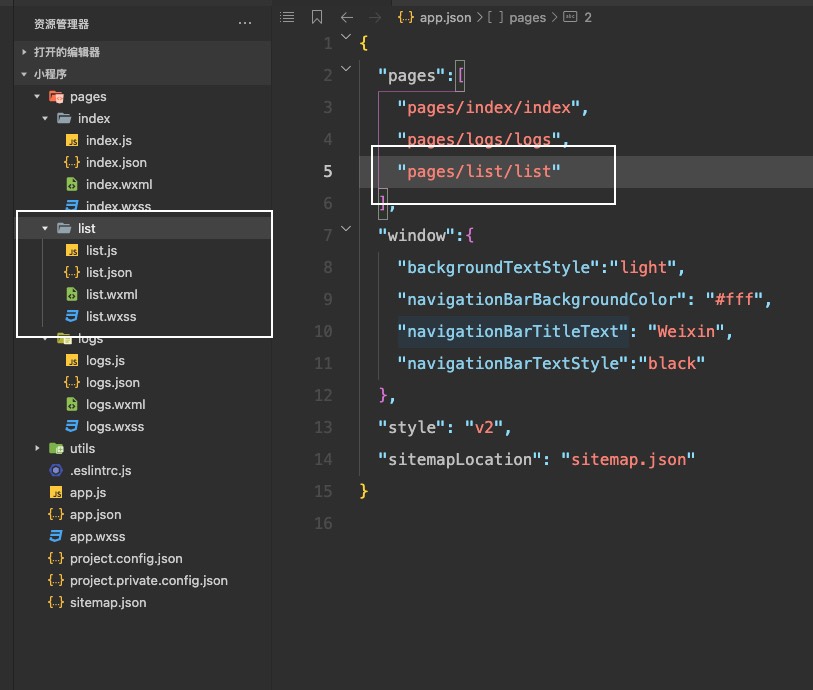 资源管理器 ···
打开的编辑器
小程序
pages
index
index.js
index.json
index.wxml
index.wxss
list
list.js
list.json
list.wxml
list.wxss
logs
logs.js
logs.json
logs.wxml
logs.wxss
utils
.eslintrc.js
app.js
app.json
app.wxss
project.config.json
project.private.config.json
sitemap.json
{..} app.json > [ ] pages > abc 2
1 {
2 "pages":[
3 "pages/index/index",
4 "pages/logs/logs",
5 "pages/list/list"
6 ],
7 "window":{
8 "backgroundTextStyle":"light",
9 "navigationBarBackgroundColor": "#fff",
10 "navigationBarTitleText": "Weixin",
11 "navigationBarTextStyle":"black"
12 },
13 "style": "v2",
14 "sitemapLocation": "sitemap.json"
15 }
16